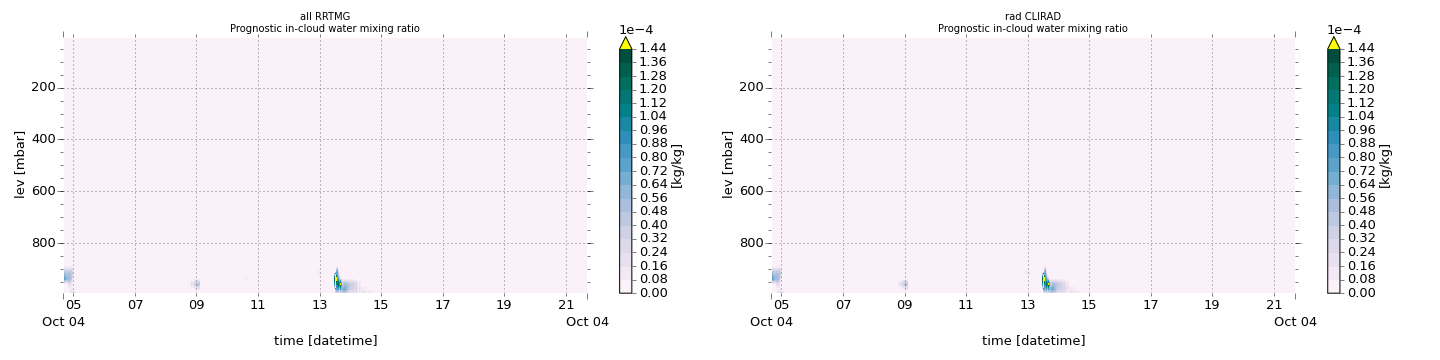 all RRTMG
Prognostic in-cloud water mixing ratio
1e−4
1.44
1.36
1.28
1.20
1.12
1.04
0.96
0.88
0.80
0.72
0.64
0.56
0.48
0.40
0.32
0.24
0.16
0.08
0.00
[kg/kg]
lev [mbar]
200
400
600
800
05 07 09 11 13 15 17 19 21
Oct 04 Oct 04
time [datetime]
rad CLIRAD
Prognostic in-cloud water mixing ratio
1e−4
1.44
1.36
1.28
1.20
1.12
1.04
0.96
0.88
0.80
0.72
0.64
0.56
0.48
0.40
0.32
0.24
0.16
0.08
0.00
[kg/kg]
lev [mbar]
200
400
600
800
05 07 09 11 13 15 17 19 21
Oct 04 Oct 04
time [datetime]